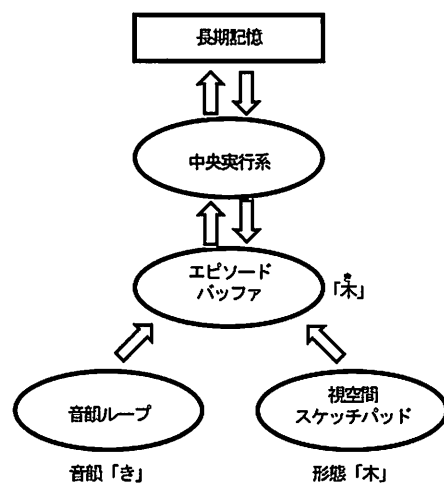 長期記憶
中央実行系
エピソード
バッファ
き
「木」
音韻ループ
視空間
スケッチパッド
音韻「き」
形態「木」